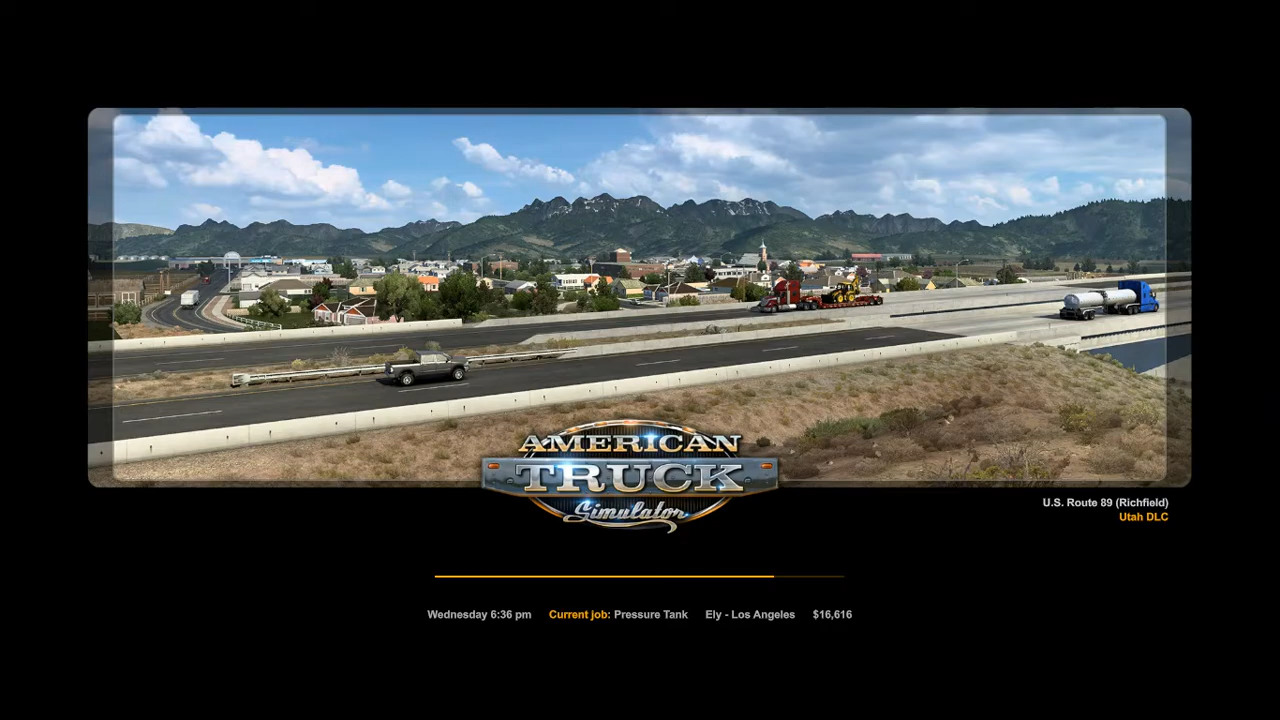 AMERICAN
TRUCK
Simulator
U.S. Route 89 (Richfield)
Utah DLC
Wednesday 6:36 pm Current job: Pressure Tank Ely - Los Angeles $16,616